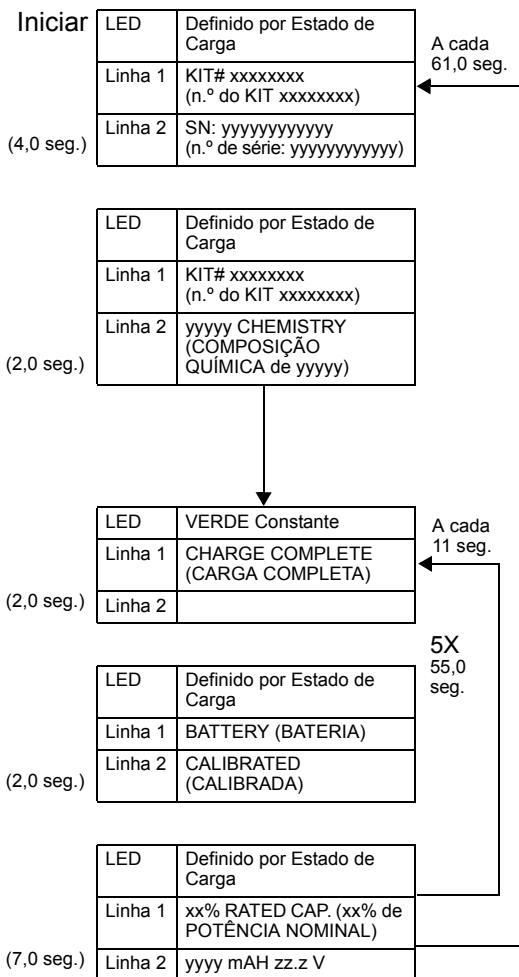 Iniciar
LED Definido por Estado de
Carga
Linha 1 KIT# xxxxxxxx
(n.º do KIT xxxxxxxx)
(4,0 seg.) Linha 2 SN: yyyyyyyyyyyy
(n.º de série: yyyyyyyyyyyy)
A cada
61,0 seg.
LED Definido por Estado de
Carga
Linha 1 KIT# xxxxxxxx
(n.º do KIT xxxxxxxx)
Linha 2 yyyyy CHEMISTRY
(COMPOSIÇÃO
(2,0 seg.) QUÍMICA de yyyyy)
LED VERDE Constante
Linha 1 CHARGE COMPLETE
(CARGA COMPLETA)
(2,0 seg.) Linha 2
A cada
11 seg.
5X
55,0
seg.
LED Definido por Estado de
Carga
Linha 1 BATTERY (BATERIA)
Linha 2 CALIBRATED
(2,0 seg.) (CALIBRADA)
LED Definido por Estado de
Carga
Linha 1 xx% RATED CAP. (xx% de
POTÊNCIA NOMINAL)
(7,0 seg.) Linha 2 yyyy mAH zz.z V